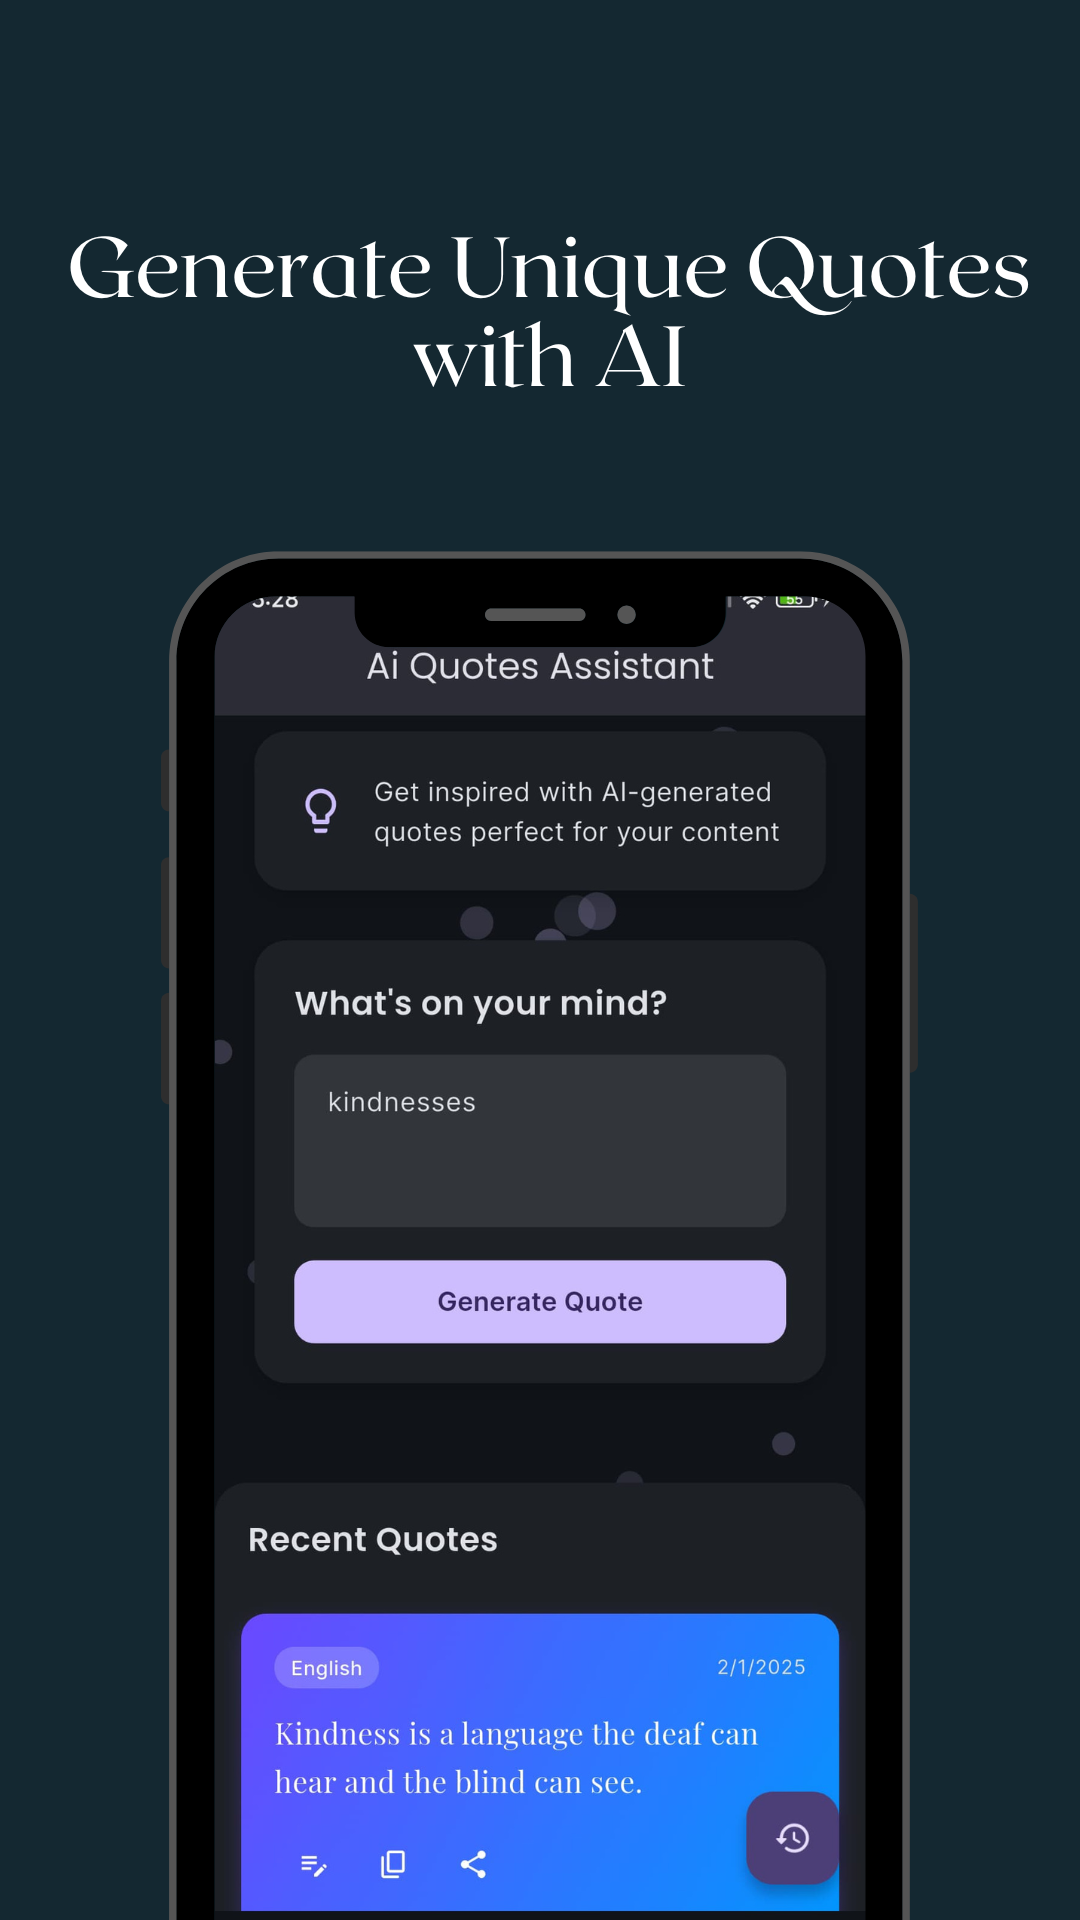 Generate Unique Quotes
with AI
5:28
55
Ai Quotes Assistant
Get inspired with AI-generated
quotes perfect for your content
What's on your mind?
kindnesses
Generate Quote
Recent Quotes
English
2/1/2025
Kindness is a language the deaf can
hear and the blind can see.